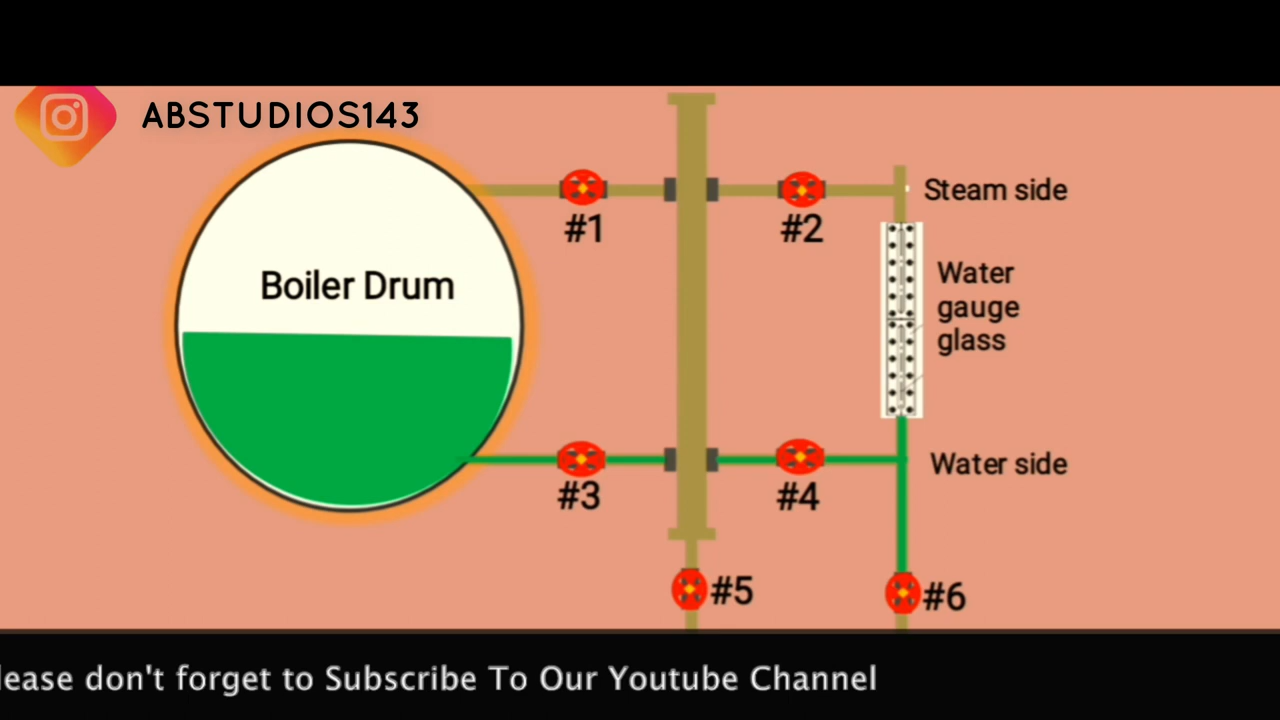 ABSTUDIOS143
Steam side
#1
#2
Boiler Drum
Water
gauge
glass
Water side
#3
#4
#5
#6
lease don't forget to Subscribe To Our Youtube Channel